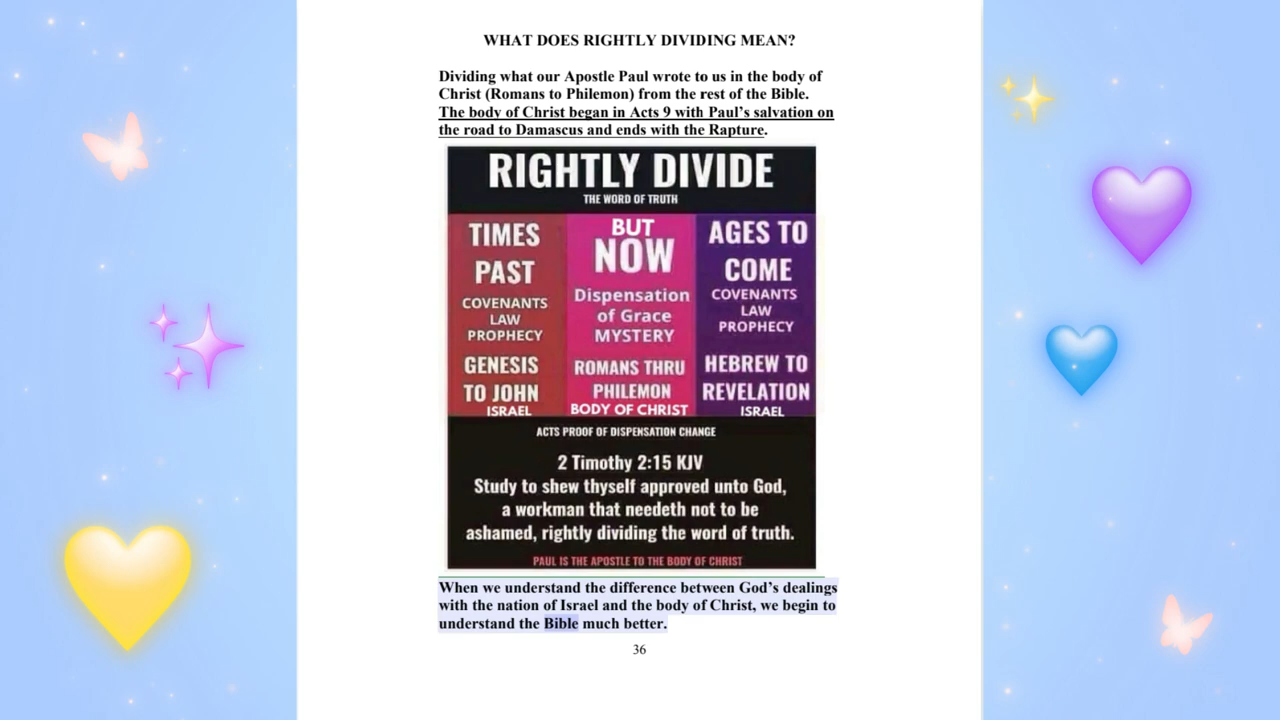 WHAT DOES RIGHTLY DIVIDING MEAN?
Dividing what our Apostle Paul wrote to us in the body of
Christ (Romans to Philemon) from the rest of the Bible.
The body of Christ began in Acts 9 with Paul's salvation on
the road to Damascus and ends with the Rapture.
RIGHTLY DIVIDE
THE WORD OF TRUTH
TIMES
PAST
COVENANTS
LAW
PROPHECY
GENESIS
TO JOHN
ISRAEL
BUT
NOW
Dispensation
of Grace
MYSTERY
ROMANS THRU
PHILEMON
BODY OF CHRIST
AGES TO
COME
COVENANTS
LAW
PROPHECY
HEBREW TO
REVELATION
ISRAEL
ACTS PROOF OF DISPENSATION CHANGE
2 Timothy 2:15 KJV
Study to shew thyself approved unto God,
a workman that needeth not to be
ashamed, rightly dividing the word of truth.
PAUL IS THE APOSTLE TO THE BODY OF CHRIST
When we understand the difference between God's dealings
with the nation of Israel and the body of Christ, we begin to
understand the Bible much better.
36